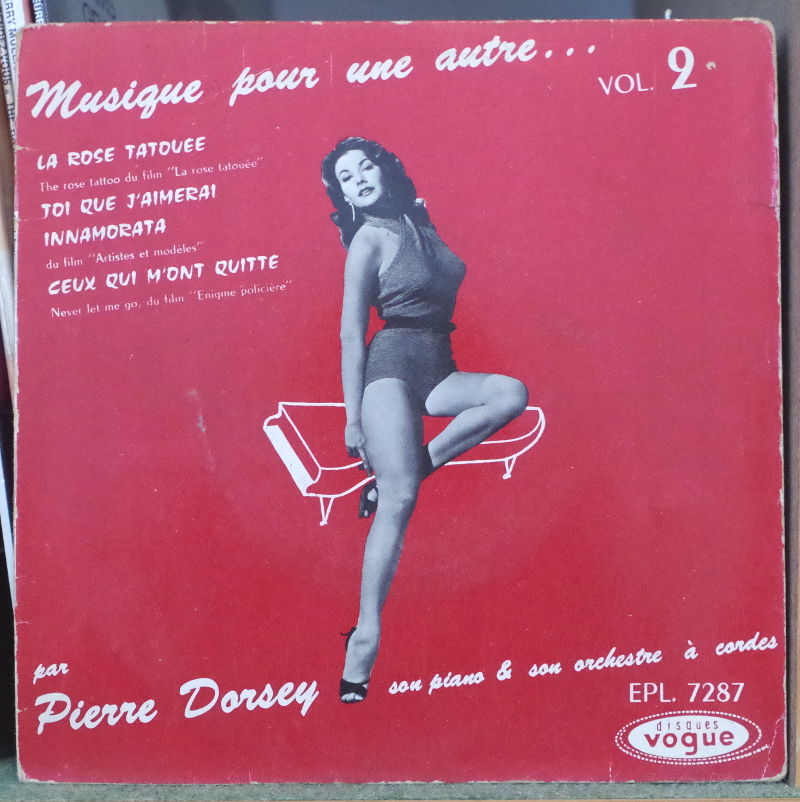 Musique pour une autre...
VOL. 2
LA ROSE TATOUEE
The rose tattoo du film "La rose tatouée"
TOI QUE J'AIMERAI
INNAMORATA
du film "Artistes et modèles"
CEUX QUI M'ONT QUITTE
Never let me go, du film "Enigme policière"
par
Pierre Dorsey
son piano & son orchestre à cordes
EPL. 7287
disques
vogue